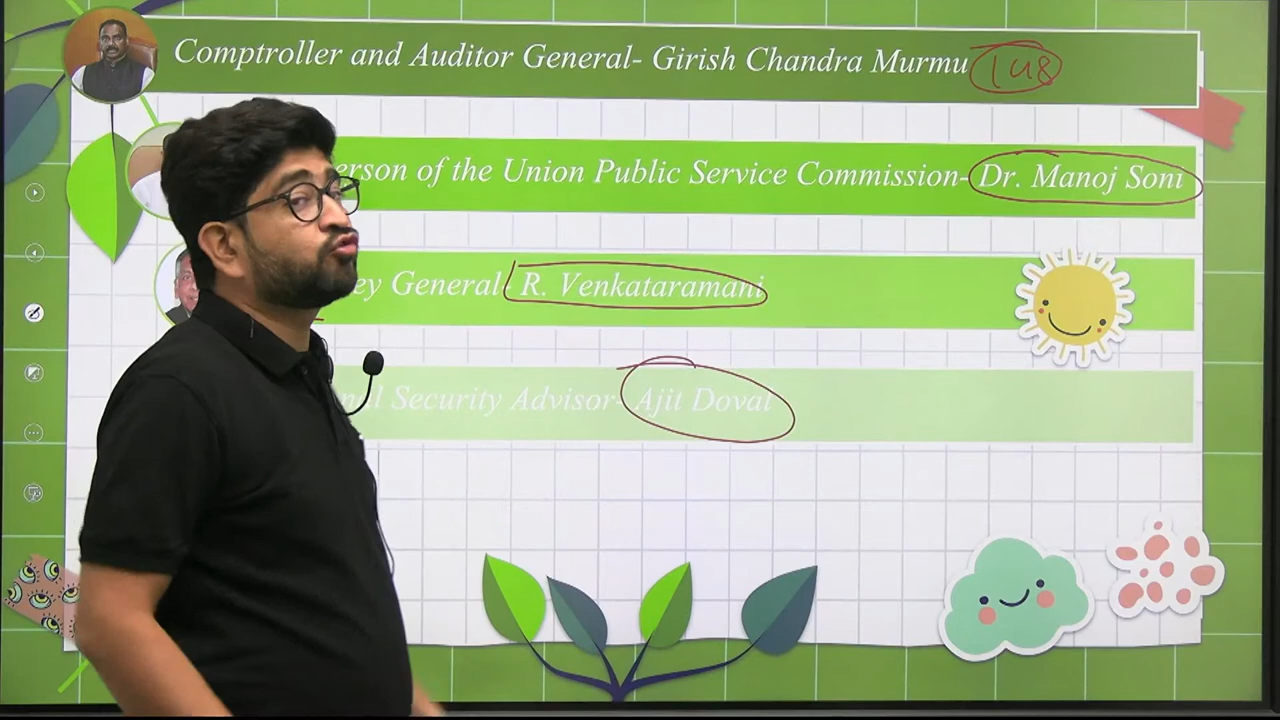 Comptroller and Auditor General- Girish Chandra Murmu 148
erson of the Union Public Service Commission- Dr. Manoj Soni
ey General- R. Venkataramani
nal Security Advisor- Ajit Doval